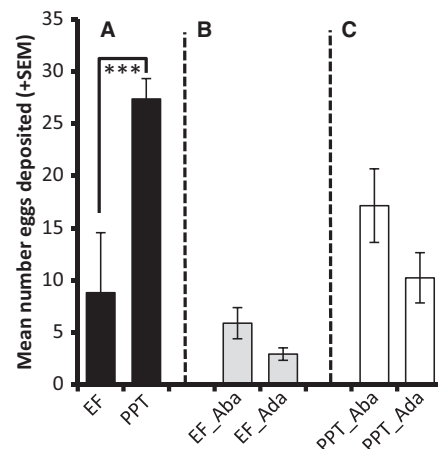 Mean number eggs deposited (+SEM)
35
30
25
20
15
10
5
0
A
B
C
***
EF
PPT
EF_Aba
EF_Ada
PPT_Aba
PPT_Ada